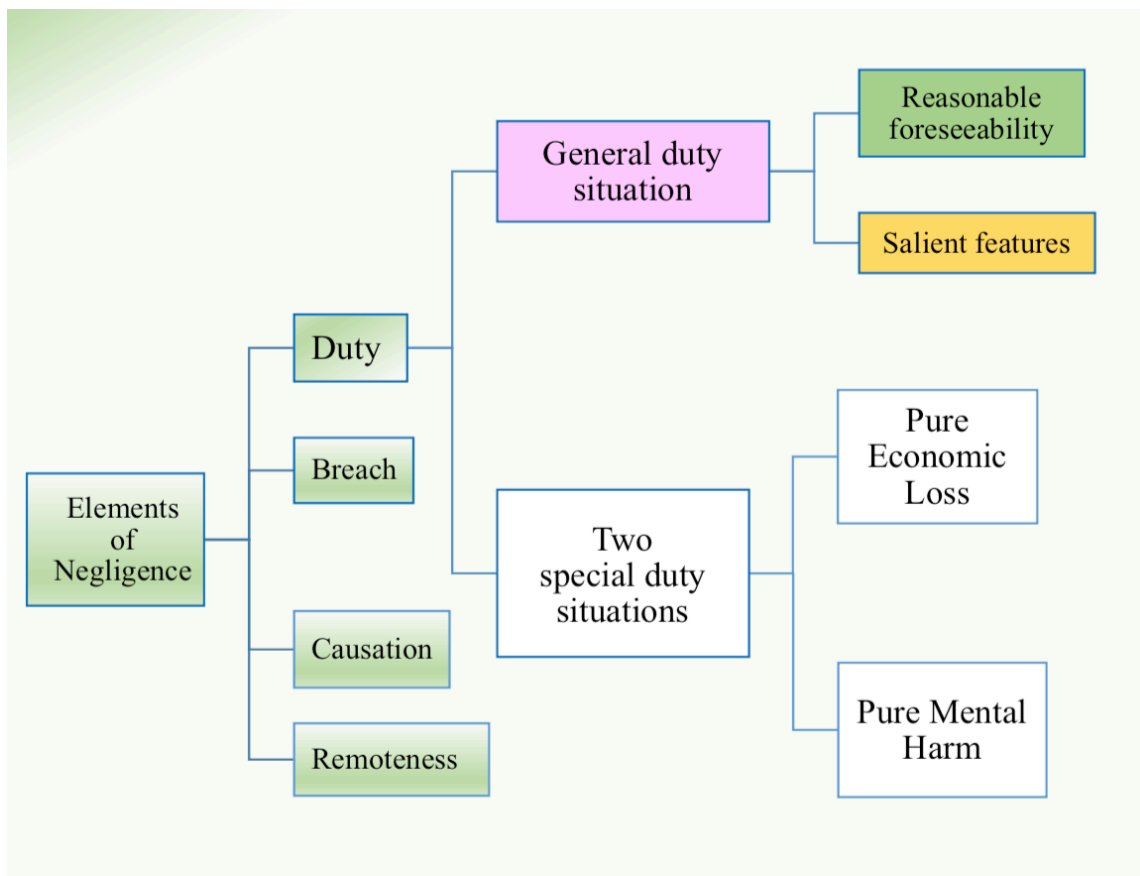 Elements
of
Negligence
Duty
Breach
Causation
Remoteness
General duty
situation
Two
special duty
situations
Reasonable
foreseeability
Salient features
Pure
Economic
Loss
Pure Mental
Harm